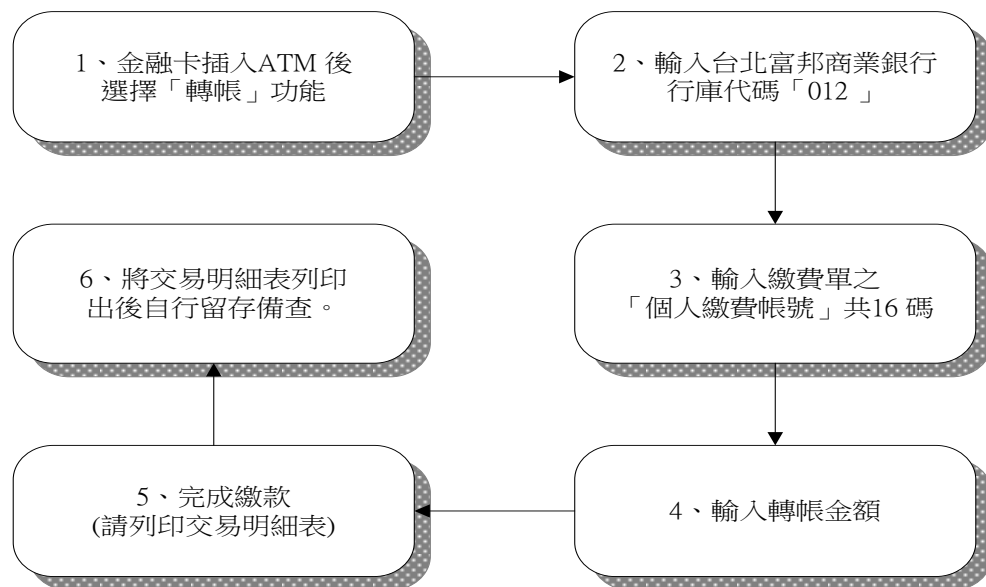 1、金融卡插入ATM 後
選擇「轉帳」功能
2、輸入台北富邦商業銀行
行庫代碼「012 」
3、輸入繳費單之
「個人繳費帳號」共16 碼
4、輸入轉帳金額
5、完成繳款
(請列印交易明細表)
6、將交易明細表列印
出後自行留存備查。